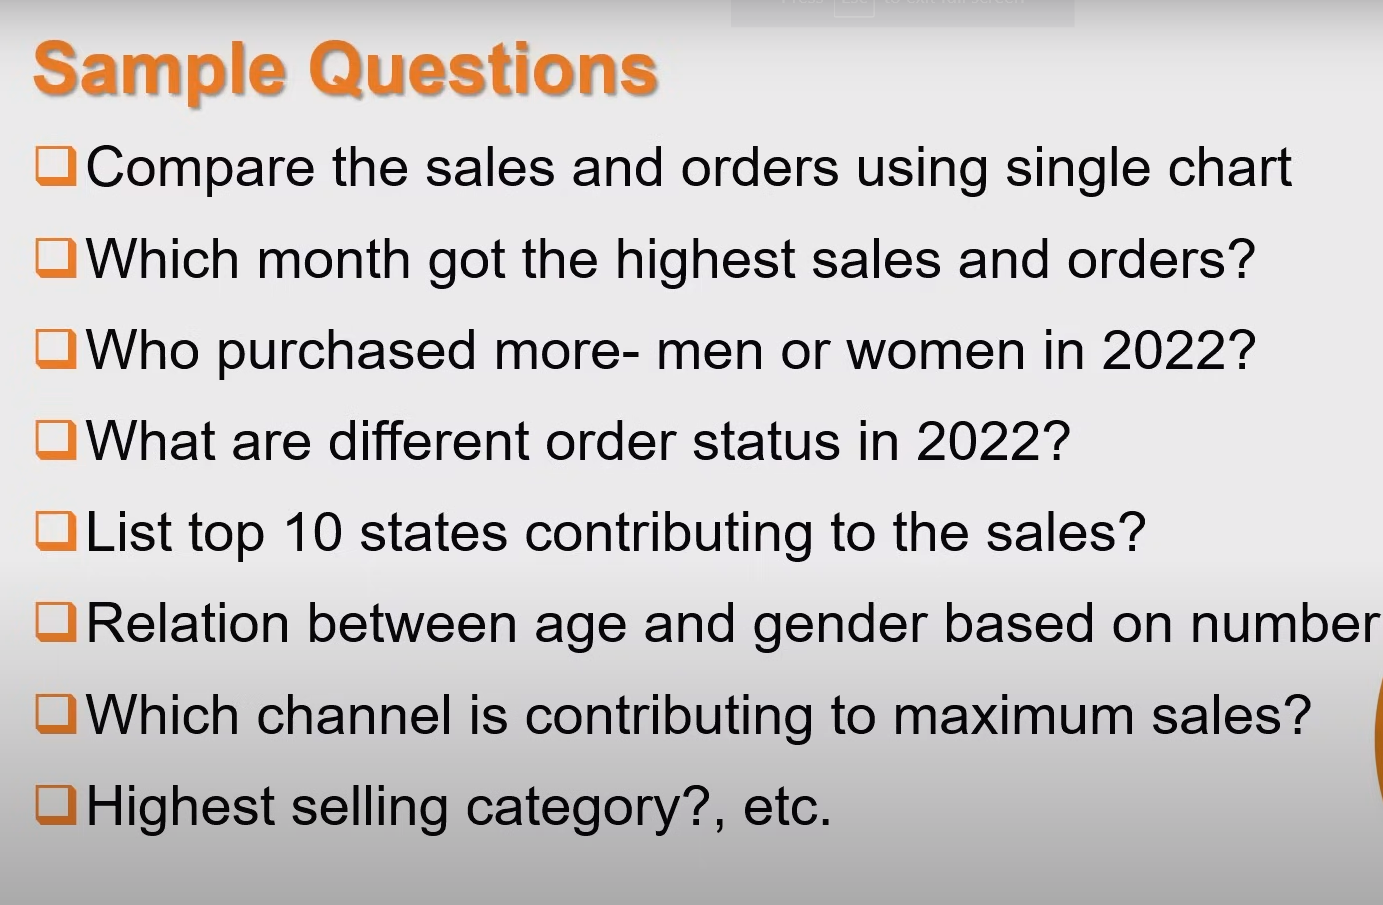 Sample Questions
Compare the sales and orders using single chart
Which month got the highest sales and orders?
Who purchased more- men or women in 2022?
What are different order status in 2022?
List top 10 states contributing to the sales?
Relation between age and gender based on number
Which channel is contributing to maximum sales?
Highest selling category?, etc.